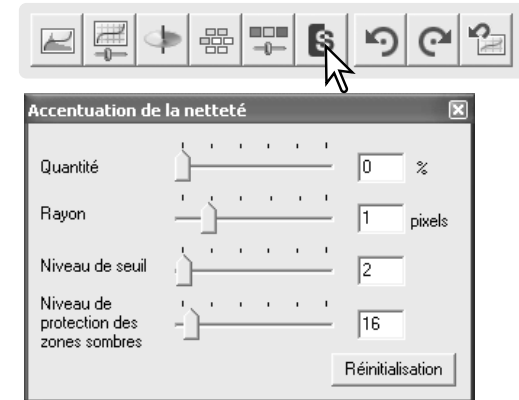 Accentuation de la netteté
Quantité 0 %
Rayon 1 pixels
Niveau de seuil 2
Niveau de
protection des 16
zones sombres
Réinitialisation